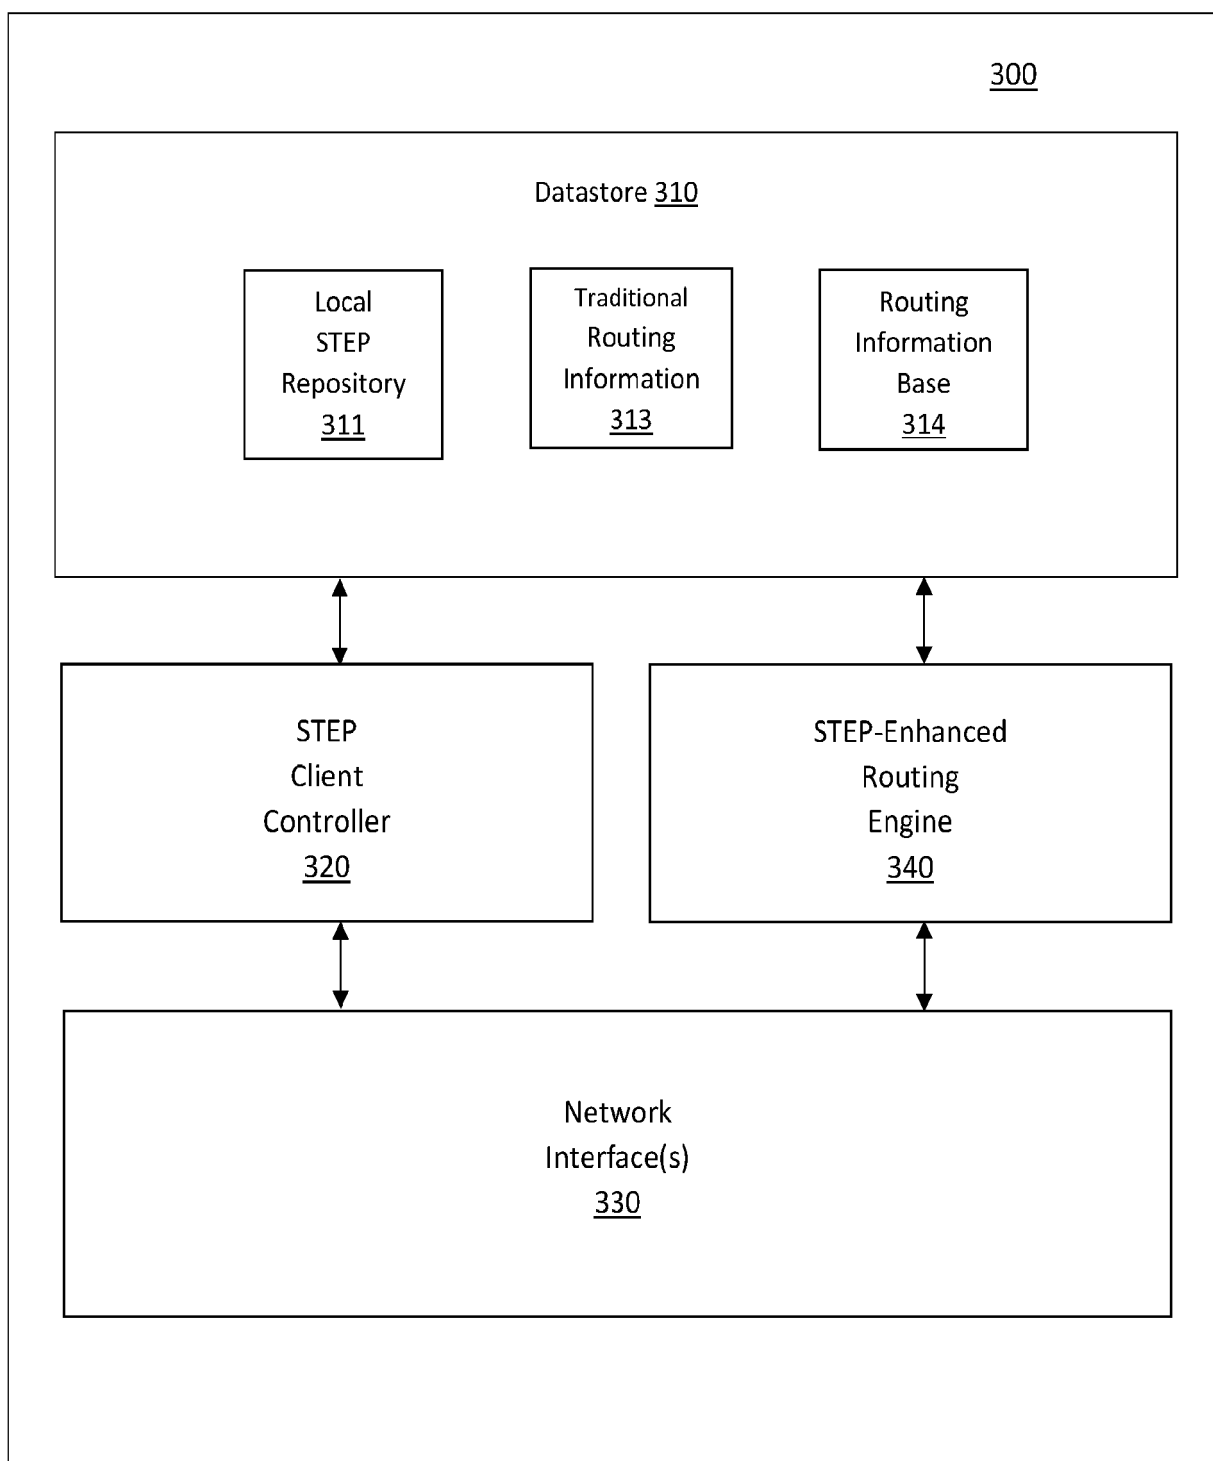 300
Datastore 310
Local
STEP
Repository
311
Traditional
Routing
Information
313
Routing
Information
Base
314
STEP
Client
Controller
320
STEP-Enhanced
Routing
Engine
340
Network
Interface(s)
330